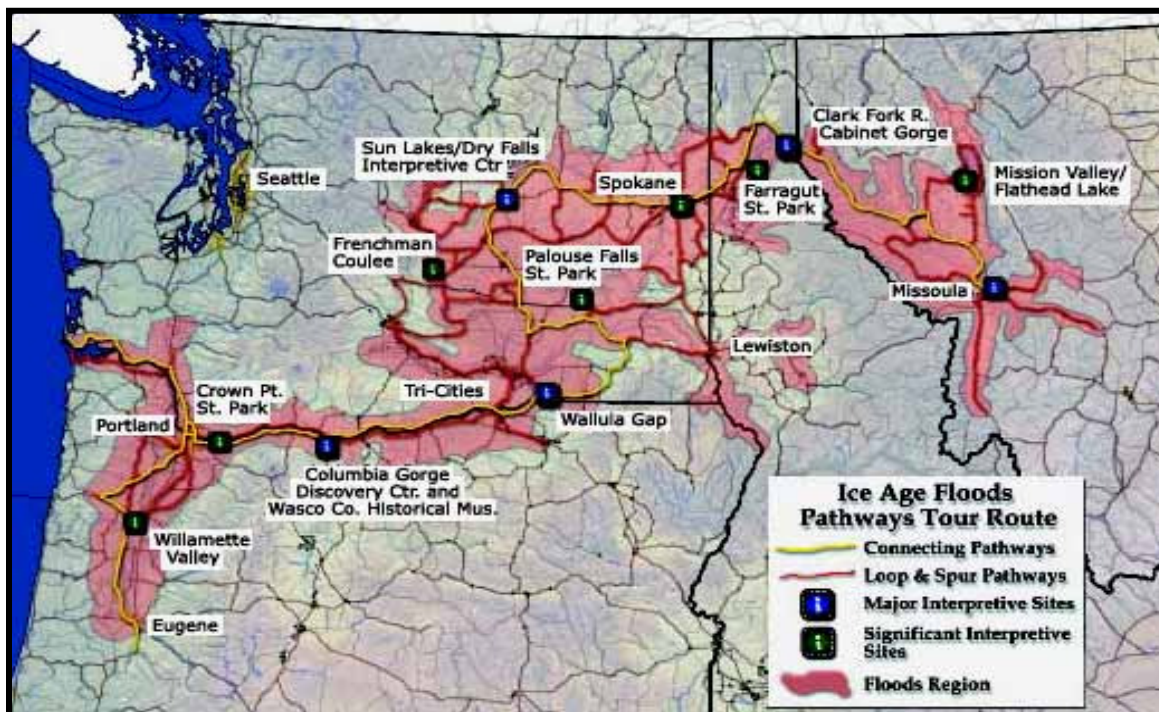 Clark Fork R.
Cabinet Gorge
Sun Lakes/Dry Falls
Interpretive Ctr
Seattle
Spokane
Mission Valley/
Flathead Lake
Farragut
St. Park
Frenchman
Coulee
Palouse Falls
St. Park
Missoula
Lewiston
Tri-Cities
Crown Pt.
St. Park
Wallula Gap
Portland
Columbia Gorge
Discovery Ctr. and
Wasco Co. Historical Mus.
Willamette
Valley
Eugene
Ice Age Floods
Pathways Tour Route
Connecting Pathways
Loop & Spur Pathways
i Major Interpretive Sites
i Significant Interpretive
Sites
Floods Region